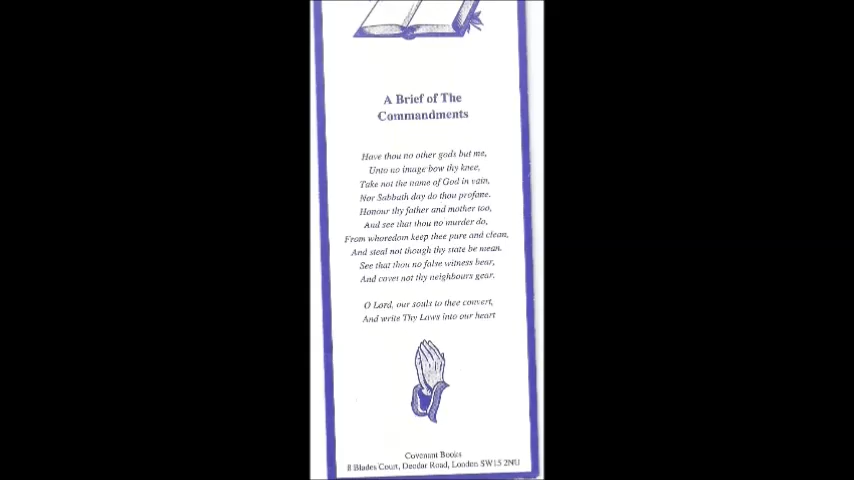 A Brief of The
Commandments
Have thou no other gods but me,
Unto no image bow thy knee,
Take not the name of God in vain,
Nor Sabbath day do thou profane.
Honour thy father and mother too,
And see that thou no murder do,
From whoredom keep thee pure and clean,
And steal not though thy state be mean.
See that thou no false witness bear,
And covet not thy neighbours gear.
O Lord, our souls to thee convert,
And write Thy Laws into our heart
Covenant Books
8 Blades Court, Deodar Road, London SW15 2NU